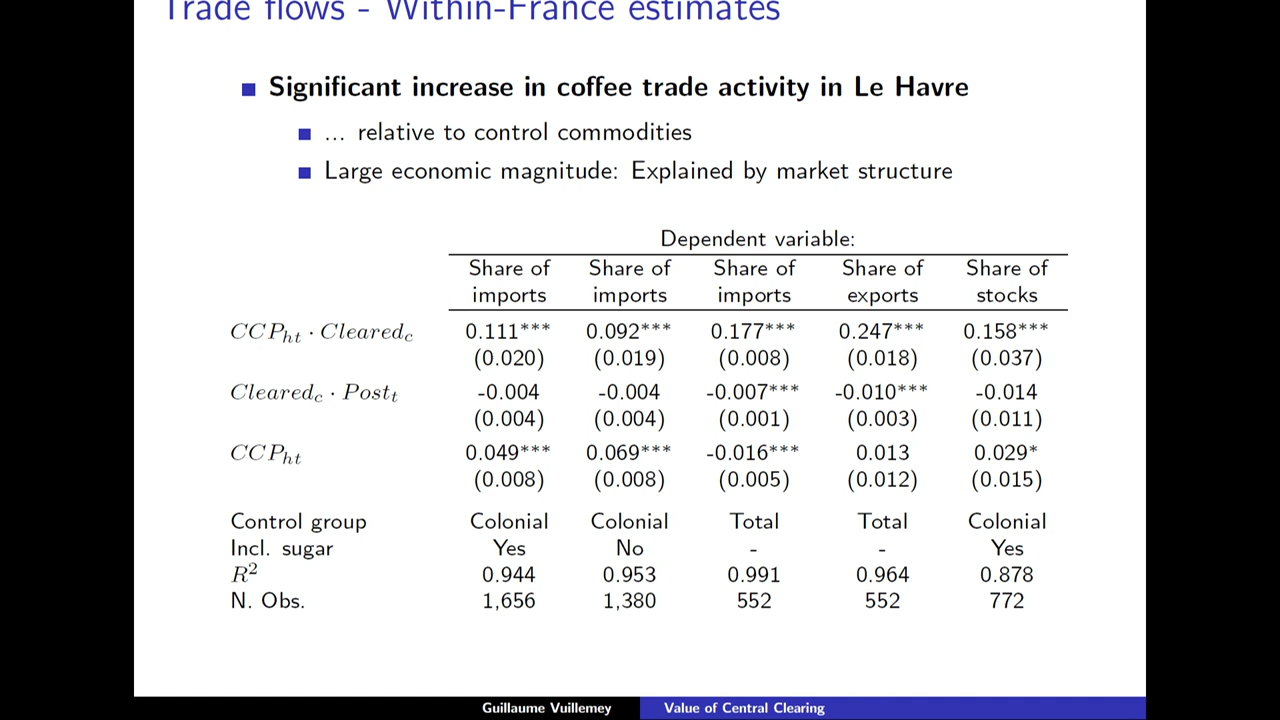 Trade flows - Within-France estimates
Significant increase in coffee trade activity in Le Havre
... relative to control commodities
Large economic magnitude: Explained by market structure
Dependent variable:
Share of Share of Share of Share of Share of
imports imports imports exports stocks
CCP_ht · Cleared_c 0.111*** 0.092*** 0.177*** 0.247*** 0.158***
(0.020) (0.019) (0.008) (0.018) (0.037)
Cleared_c · Post_t -0.004 -0.004 -0.007*** -0.010*** -0.014
(0.004) (0.004) (0.001) (0.003) (0.011)
CCP_ht 0.049*** 0.069*** -0.016*** 0.013 0.029*
(0.008) (0.008) (0.005) (0.012) (0.015)
Control group Colonial Colonial Total Total Colonial
Incl. sugar Yes No - - Yes
R² 0.944 0.953 0.991 0.964 0.878
N. Obs. 1,656 1,380 552 552 772
Guillaume Vuillemey Value of Central Clearing